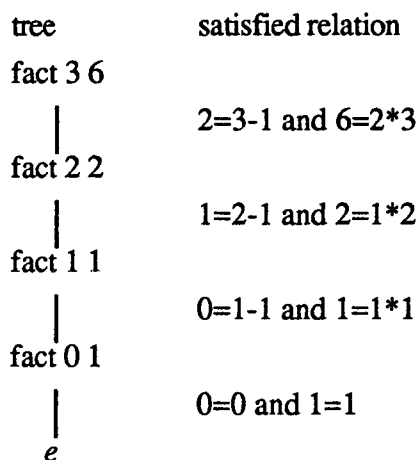 tree satisfied relation
fact 3 6
2=3-1 and 6=2*3
fact 2 2
1=2-1 and 2=1*2
fact 1 1
0=1-1 and 1=1*1
fact 0 1
0=0 and 1=1
e